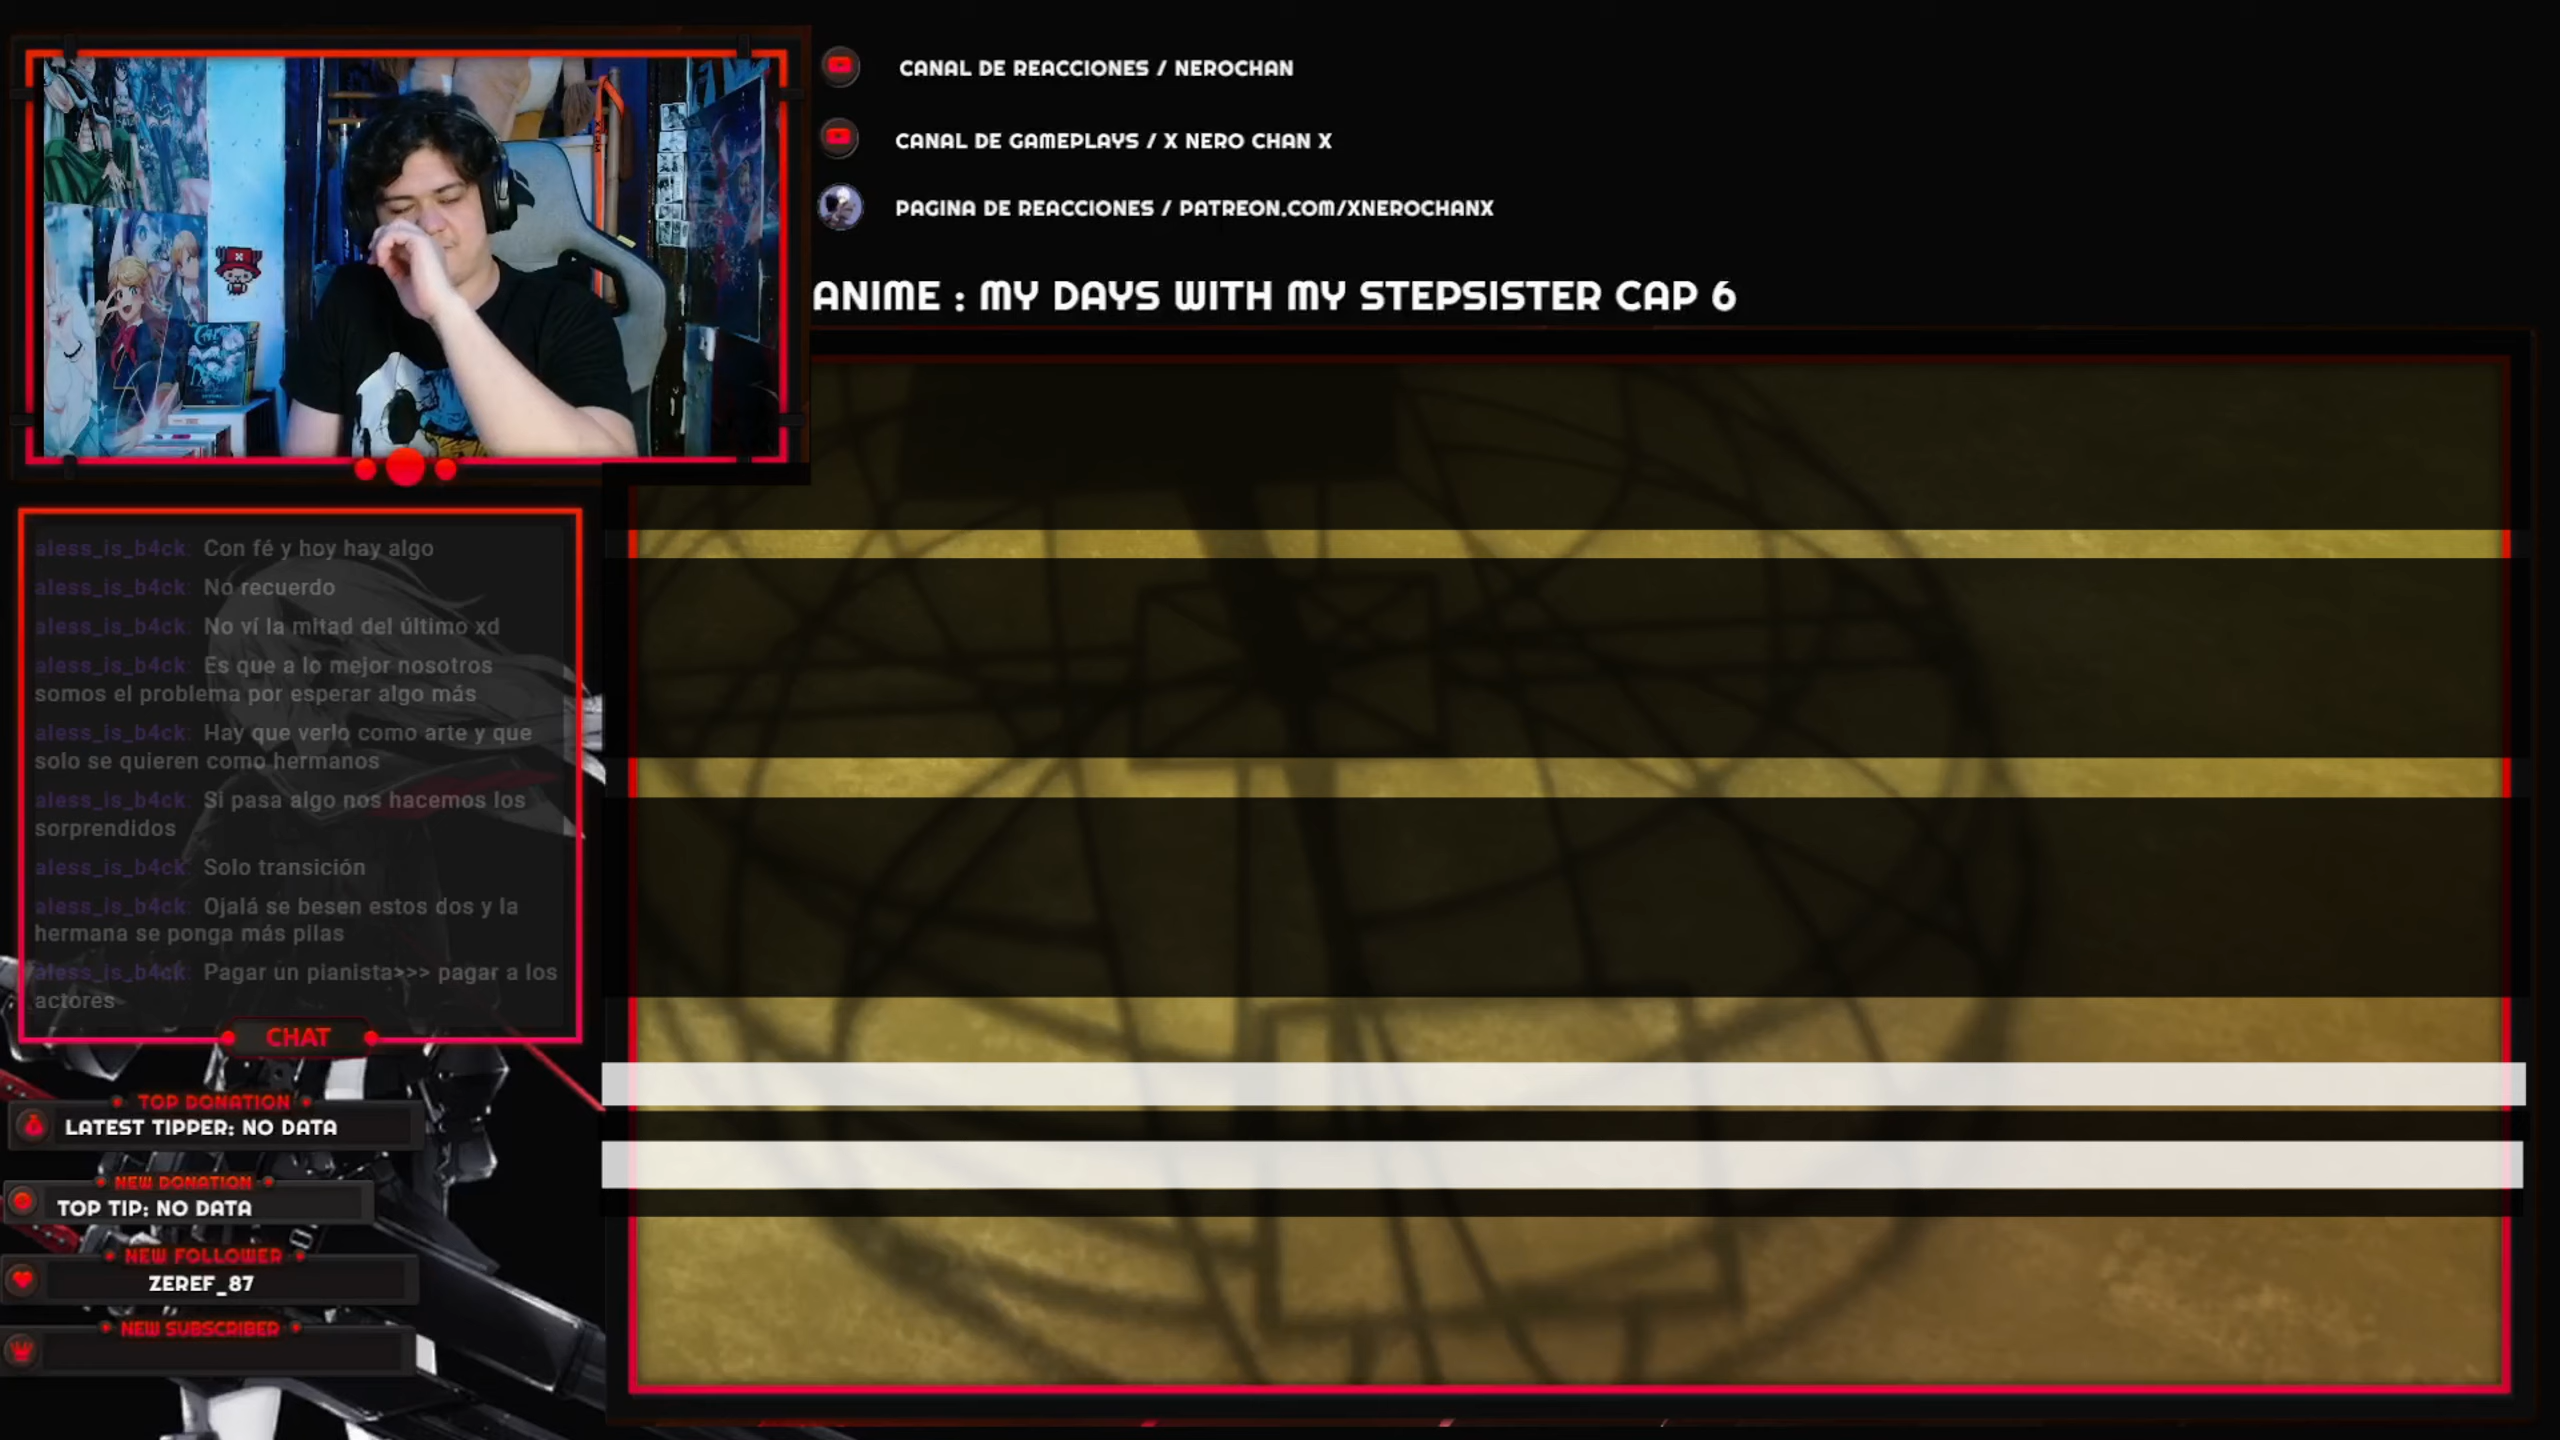 CANAL DE REACCIONES / NEROCHAN
CANAL DE GAMEPLAYS / X NERO CHAN X
PAGINA DE REACCIONES / PATREON.COM/XNEROCHANX
ANIME : MY DAYS WITH MY STEPSISTER CAP 6
aless_is_b4ck: Con fé y hoy hay algo
aless_is_b4ck: No recuerdo
aless_is_b4ck: No ví la mitad del último xd
aless_is_b4ck: Es que a lo mejor nosotros
somos el problema por esperar algo más
aless_is_b4ck: Hay que verlo como arte y que
solo se quieren como hermanos
aless_is_b4ck: Si pasa algo nos hacemos los
sorprendidos
aless_is_b4ck: Solo transición
aless_is_b4ck: Ojalá se besen estos dos y la
hermana se ponga más pilas
aless_is_b4ck: Pagar un pianista>>> pagar a los
actores
CHAT
TOP DONATION
LATEST TIPPER: NO DATA
NEW DONATION
TOP TIP: NO DATA
NEW FOLLOWER
ZEREF_87
NEW SUBSCRIBER